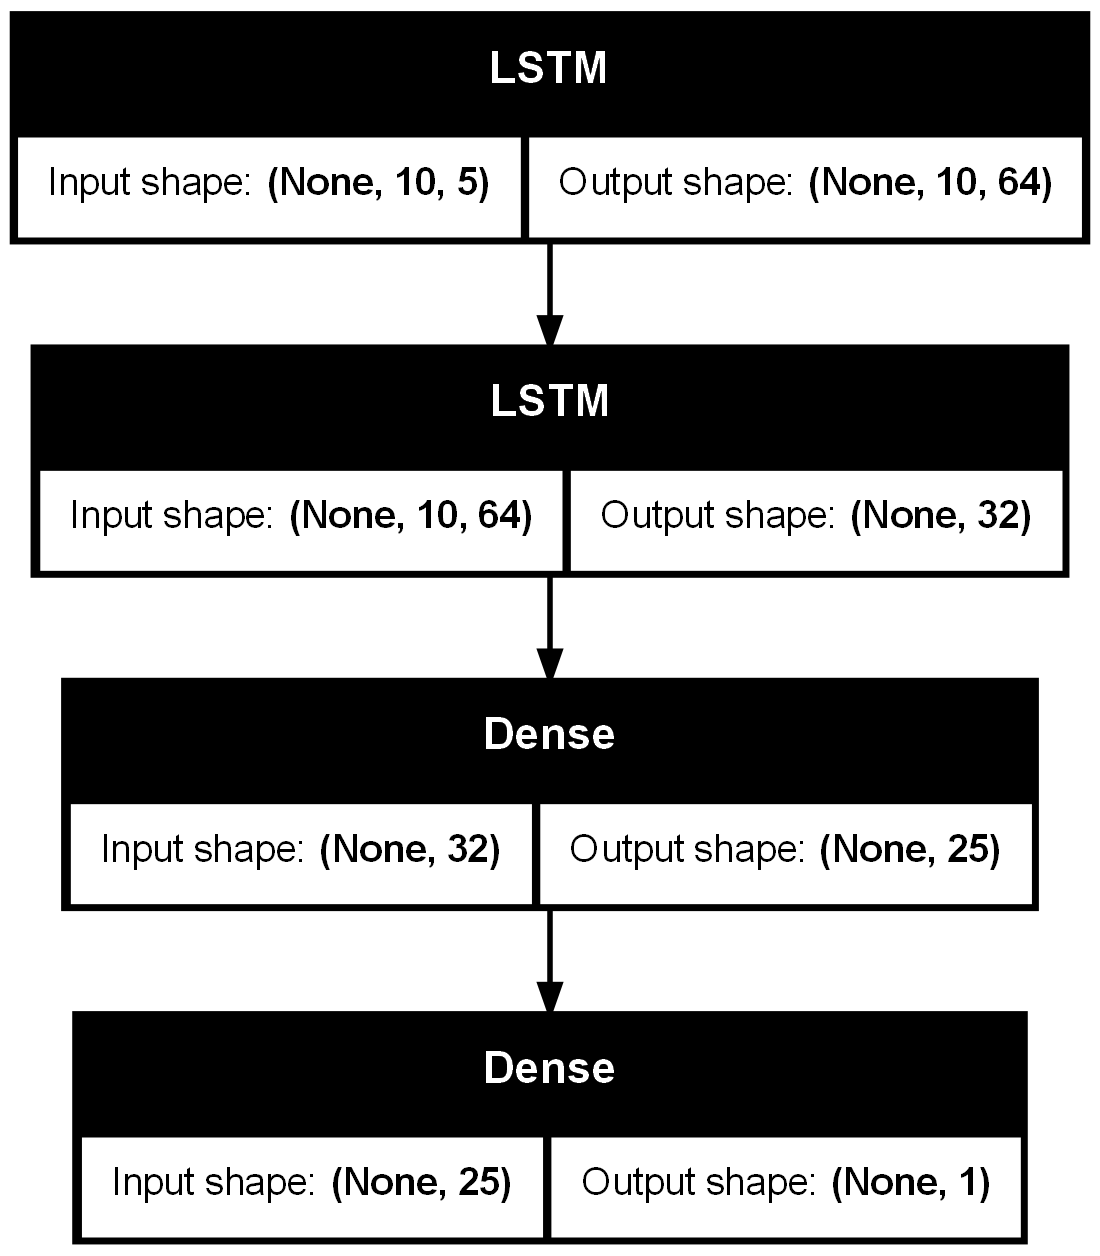 LSTM
Input shape: (None, 10, 5) Output shape: (None, 10, 64)
LSTM
Input shape: (None, 10, 64) Output shape: (None, 32)
Dense
Input shape: (None, 32) Output shape: (None, 25)
Dense
Input shape: (None, 25) Output shape: (None, 1)